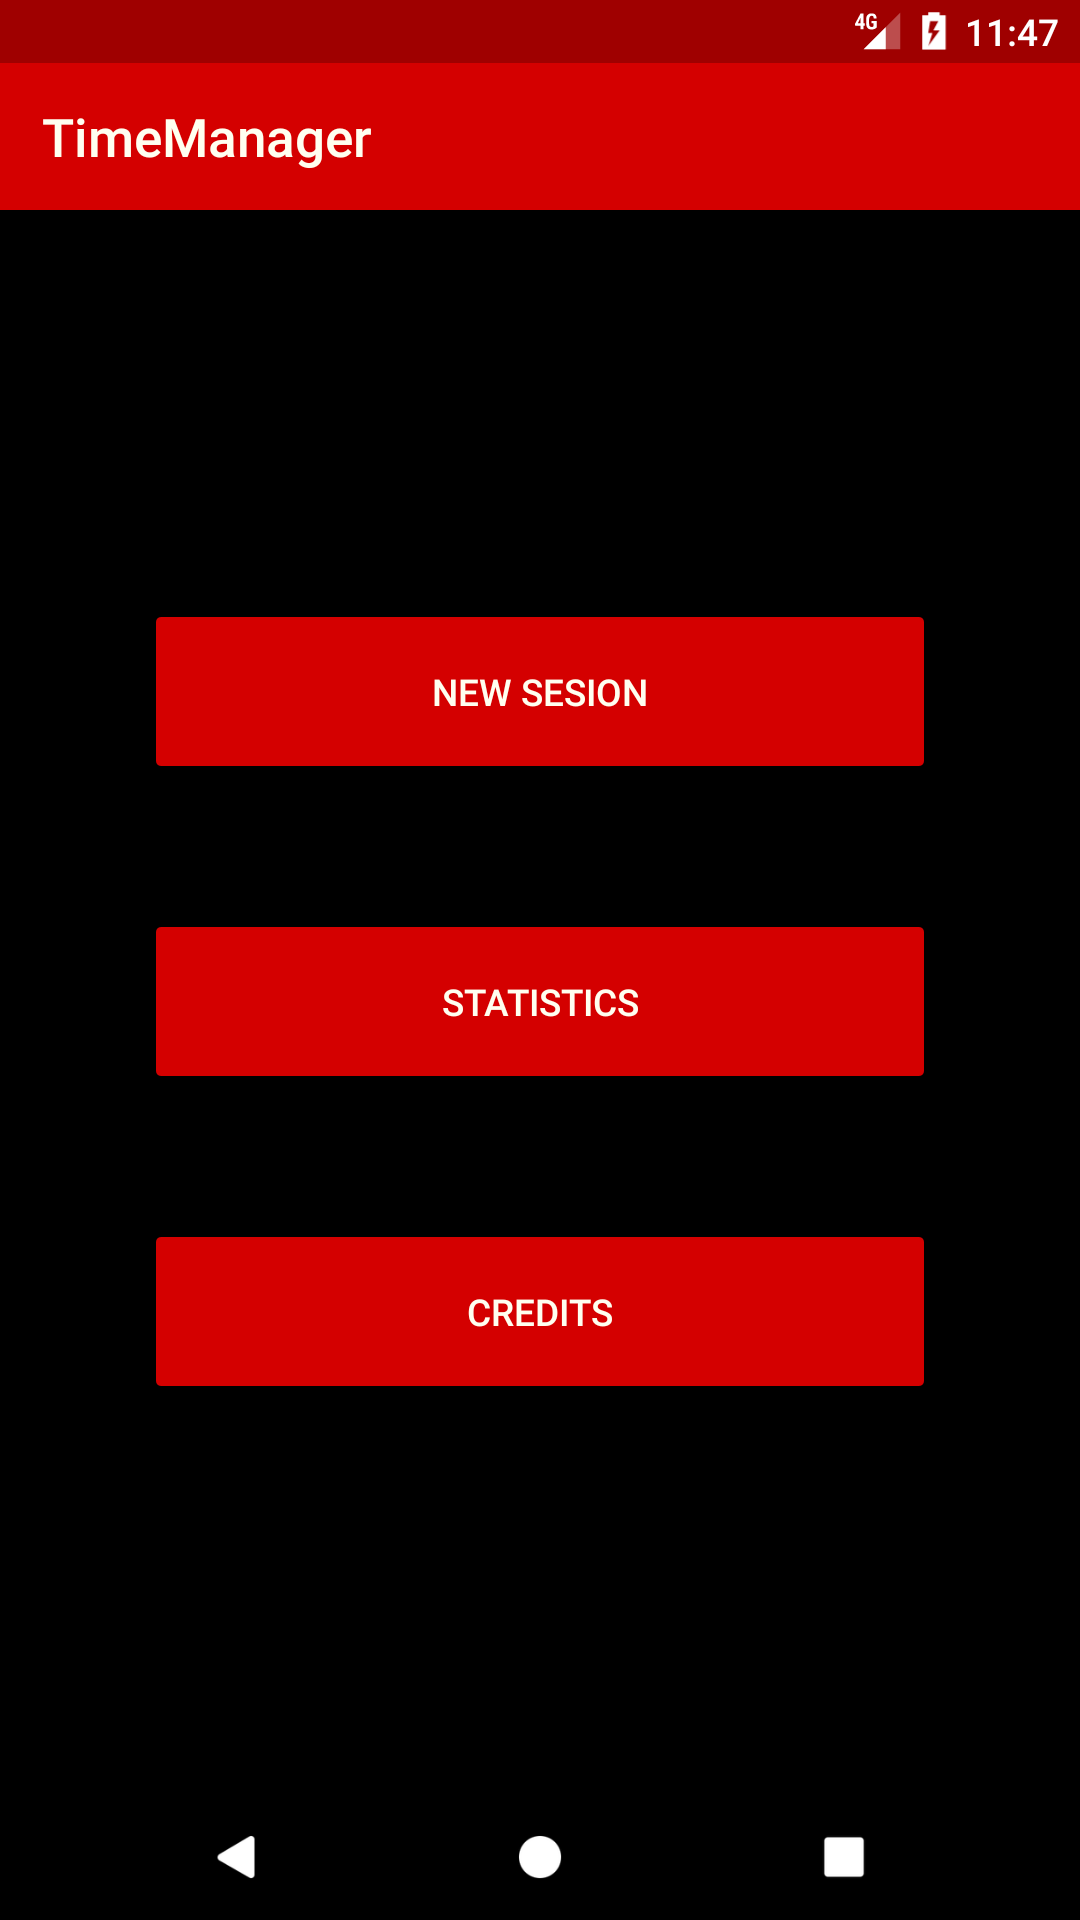 4G 11:47
TimeManager
NEW SESION
STATISTICS
CREDITS